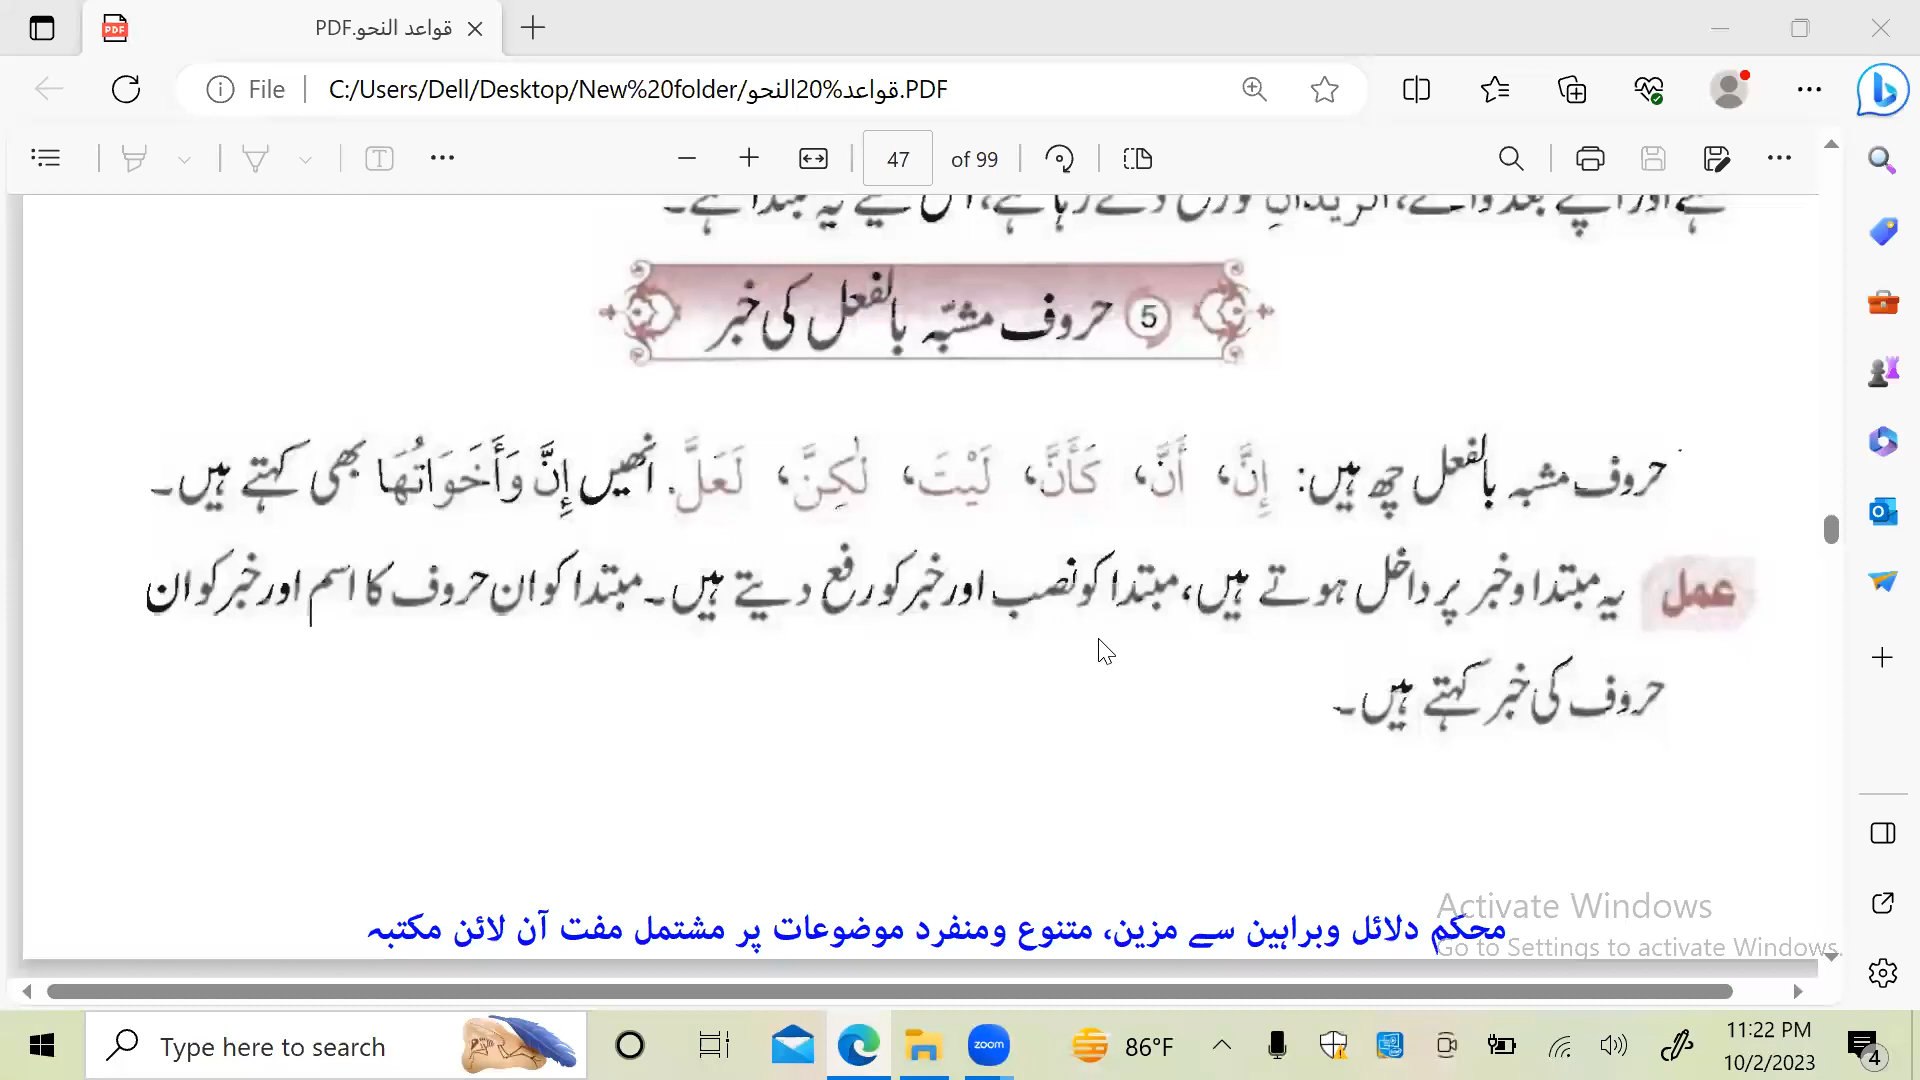 قواعد النحو.PDF
File
C:/Users/Dell/Desktop/New%20folder/قواعد%20النحو.PDF
47 of 99
5 حروف مشبّہ بالفعل کی خبر
حروف مشبہ بالفعل چھ ہیں: إِنَّ، أَنَّ، كَأَنَّ، لَيْتَ، لٰكِنَّ، لَعَلَّ. انھیں إِنَّ وَأَخَوَاتُهَا بھی کہتے ہیں۔
عمل یہ مبتدا و خبر پر داخل ہوتے ہیں، مبتدا کو نصب اور خبر کو رفع دیتے ہیں۔ مبتدا کو ان حروف کا اسم اور خبر کو ان
حروف کی خبر کہتے ہیں۔
Activate Windows
محکم دلائل وبراہین سے مزین، متنوع ومنفرد موضوعات پر مشتمل مفت آن لائن مکتبہ
Go to Settings to activate Windows.
Type here to search
zoom
86°F
11:22 PM
10/2/2023
4